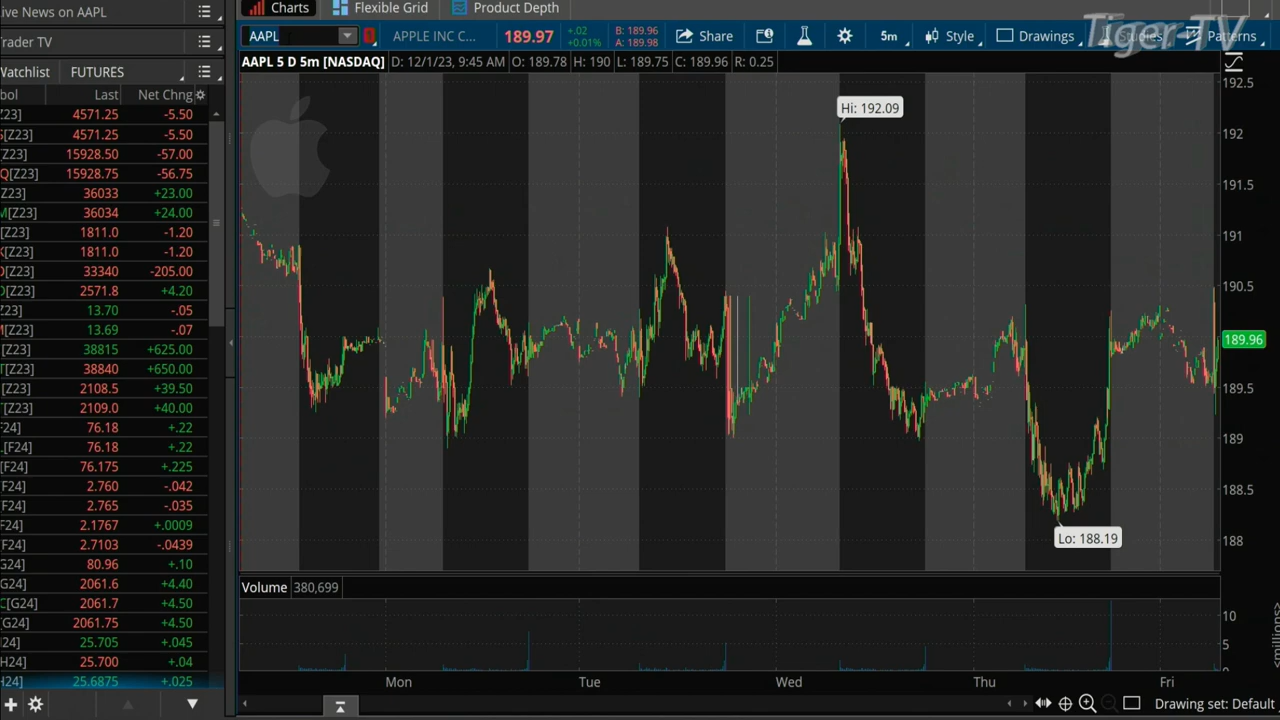 ive News on AAPL
Charts
Flexible Grid
Product Depth
Tiger-TV
rader TV
AAPL
APPLE INC C...
189.97
+.02
+0.01%
B: 189.96
A: 189.98
Share
5m
Style
Drawings
Studies
Patterns
atchlist
FUTURES
AAPL 5 D 5m [NASDAQ]
D: 12/1/23, 9:45 AM
O: 189.78
H: 190
L: 189.75
C: 189.96
R: 0.25
bol
Last
Net Chng
Z23] 4571.25 -5.50
[Z23] 4571.25 -5.50
[Z23] 15928.50 -57.00
Q[Z23] 15928.75 -56.75
Z23] 36033 +23.00
M[Z23] 36034 +24.00
[Z23] 1811.0 -1.20
K[Z23] 1811.0 -1.20
[Z23] 33340 -205.00
[Z23] 2571.8 +4.20
Z23] 13.70 -.05
[Z23] 13.69 -.07
[Z23] 38815 +625.00
T[Z23] 38840 +650.00
[Z23] 2108.5 +39.50
[Z23] 2109.0 +40.00
F24] 76.18 +.22
[F24] 76.18 +.22
[F24] 76.175 +.225
F24] 2.760 -.042
F24] 2.765 -.035
F24] 2.1767 +.0009
F24] 2.7103 -.0439
G24] 80.96 +.10
G24] 2061.6 +4.40
C[G24] 2061.7 +4.50
G24] 2061.75 +4.50
24] 25.705 +.045
H24] 25.700 +.04
H24] 25.6875 +.025
Hi: 192.09
Lo: 188.19
192.5
192
191.5
191
190.5
189.96
189.5
189
188.5
188
Volume 380,699
10
5
0
<millions>
Mon
Tue
Wed
Thu
Fri
Drawing set: Default